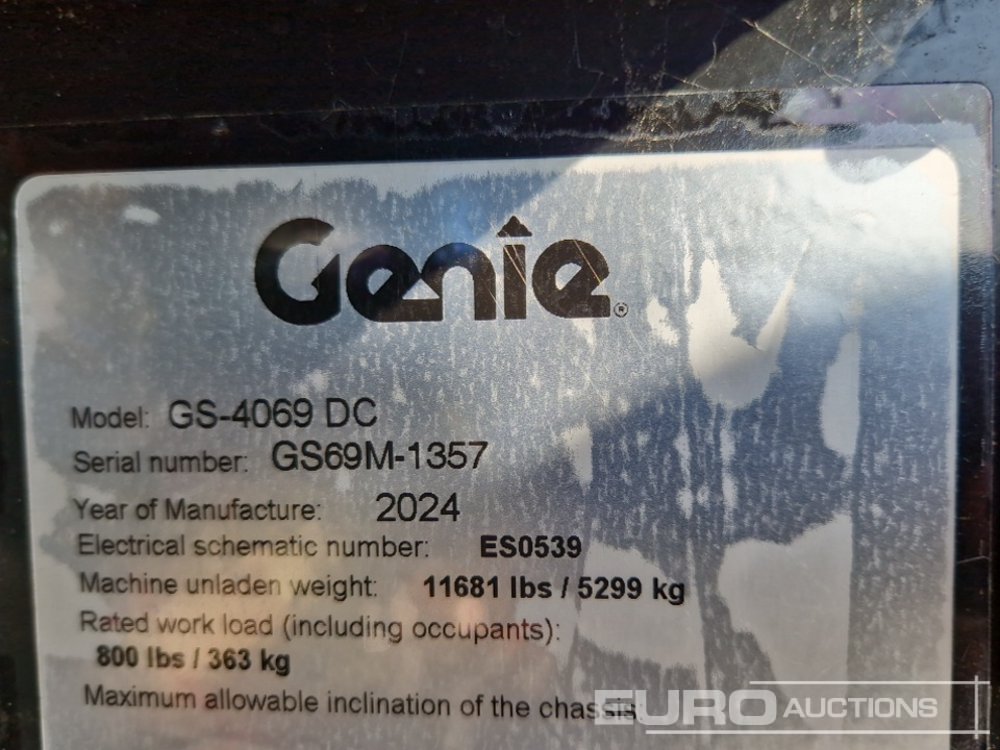 Genie®
Model: GS-4069 DC
Serial number: GS69M-1357
Year of Manufacture: 2024
Electrical schematic number: ES0539
Machine unladen weight: 11681 lbs / 5299 kg
Rated work load (including occupants):
800 lbs / 363 kg
Maximum allowable inclination of the chassis:
EURO AUCTIONS